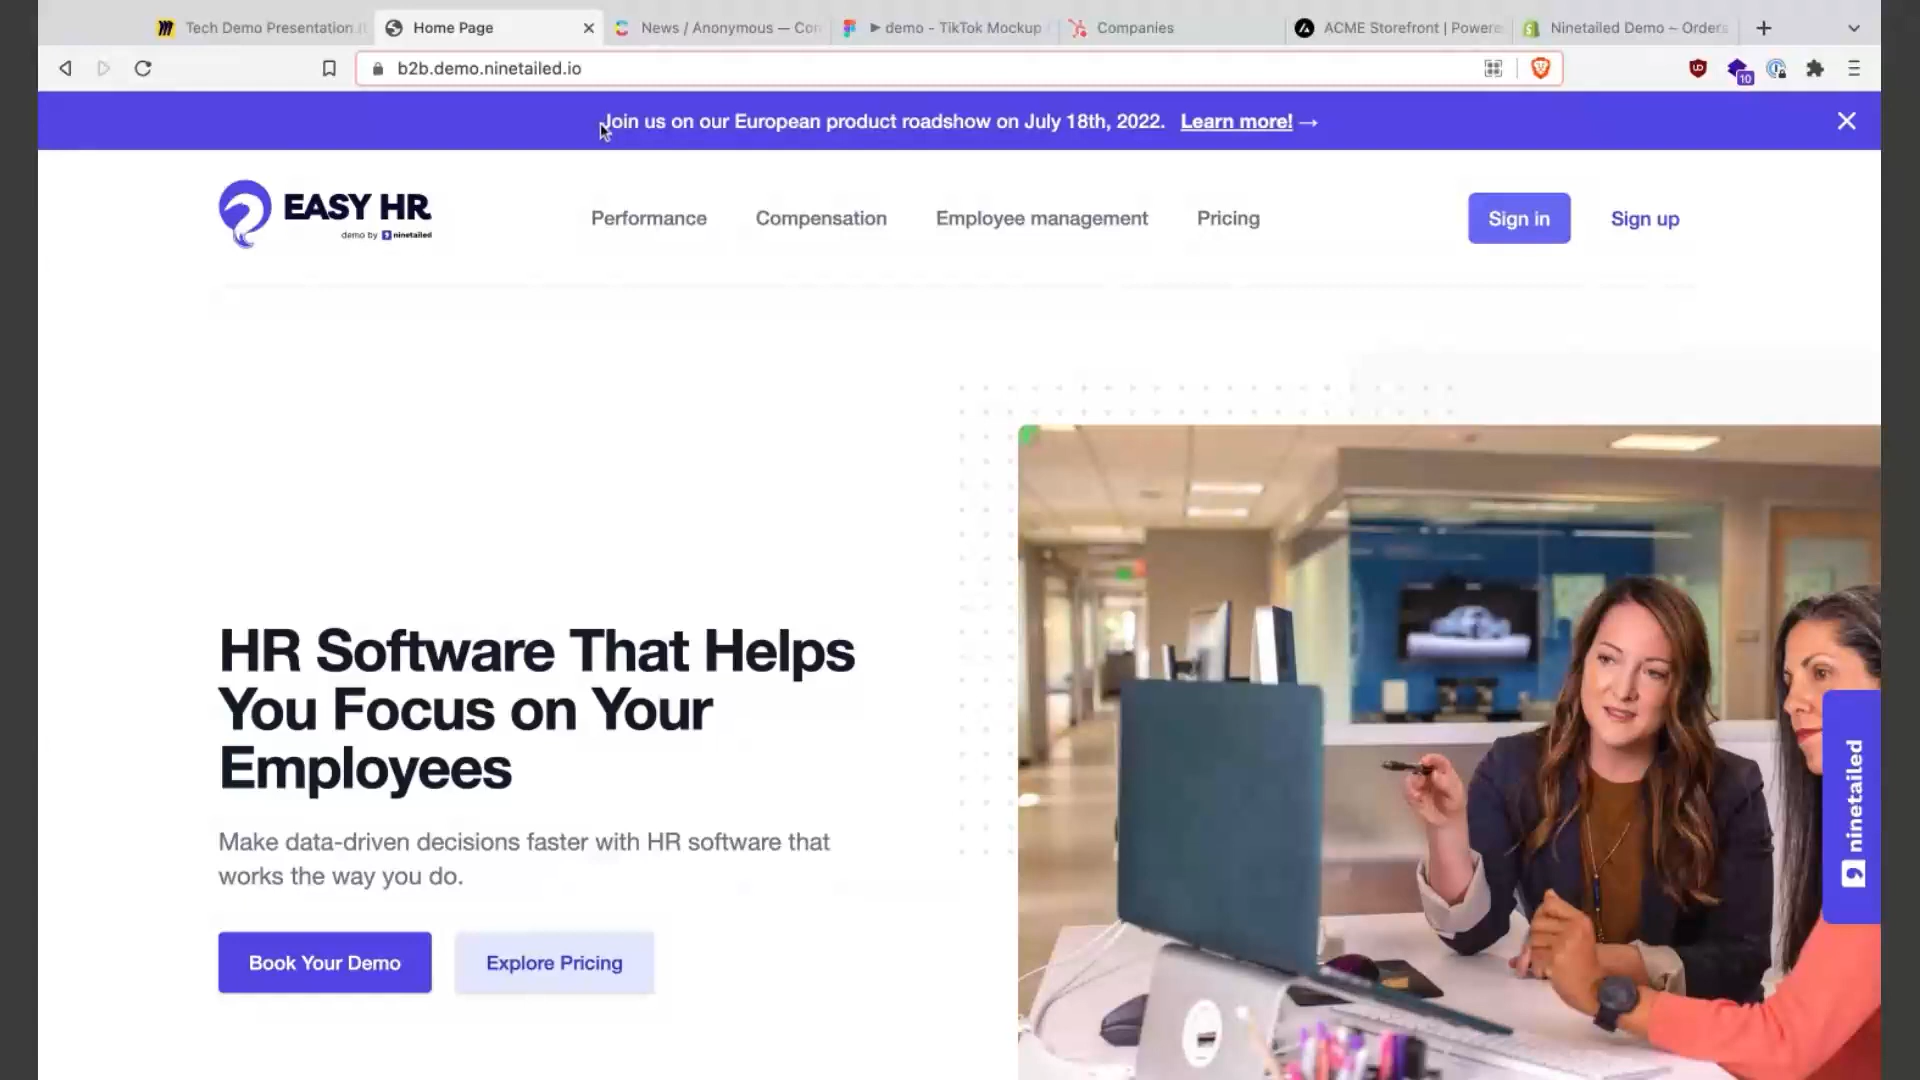 Tech Demo Presentation
Home Page
News / Anonymous — Con
demo - TikTok Mockup
Companies
ACME Storefront | Powere
Ninetailed Demo ~ Orders
b2b.demo.ninetailed.io
10
Join us on our European product roadshow on July 18th, 2022. Learn more! →
EASY HR
demo by ninetailed
Performance
Compensation
Employee management
Pricing
Sign in
Sign up
HR Software That Helps
You Focus on Your
Employees
Make data-driven decisions faster with HR software that
works the way you do.
Book Your Demo
Explore Pricing
ninetailed